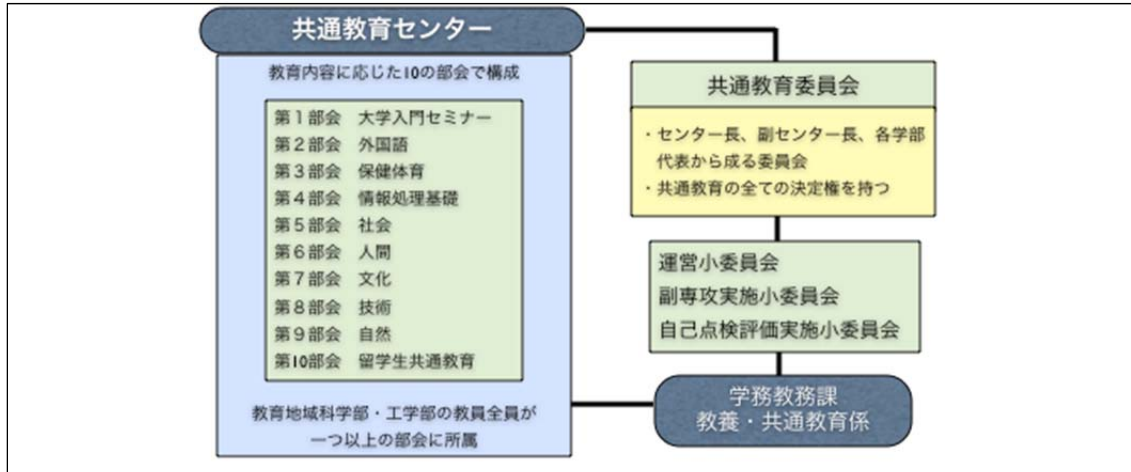 共通教育センター
教育内容に応じた10の部会で構成
第1部会 大学入門セミナー
第2部会 外国語
第3部会 保健体育
第4部会 情報処理基礎
第5部会 社会
第6部会 人間
第7部会 文化
第8部会 技術
第9部会 自然
第10部会 留学生共通教育
教育地域科学部・工学部の教員全員が
一つ以上の部会に所属
共通教育委員会
・センター長、副センター長、各学部
代表から成る委員会
・共通教育の全ての決定権を持つ
運営小委員会
副専攻実施小委員会
自己点検評価実施小委員会
学務教務課
教養・共通教育係